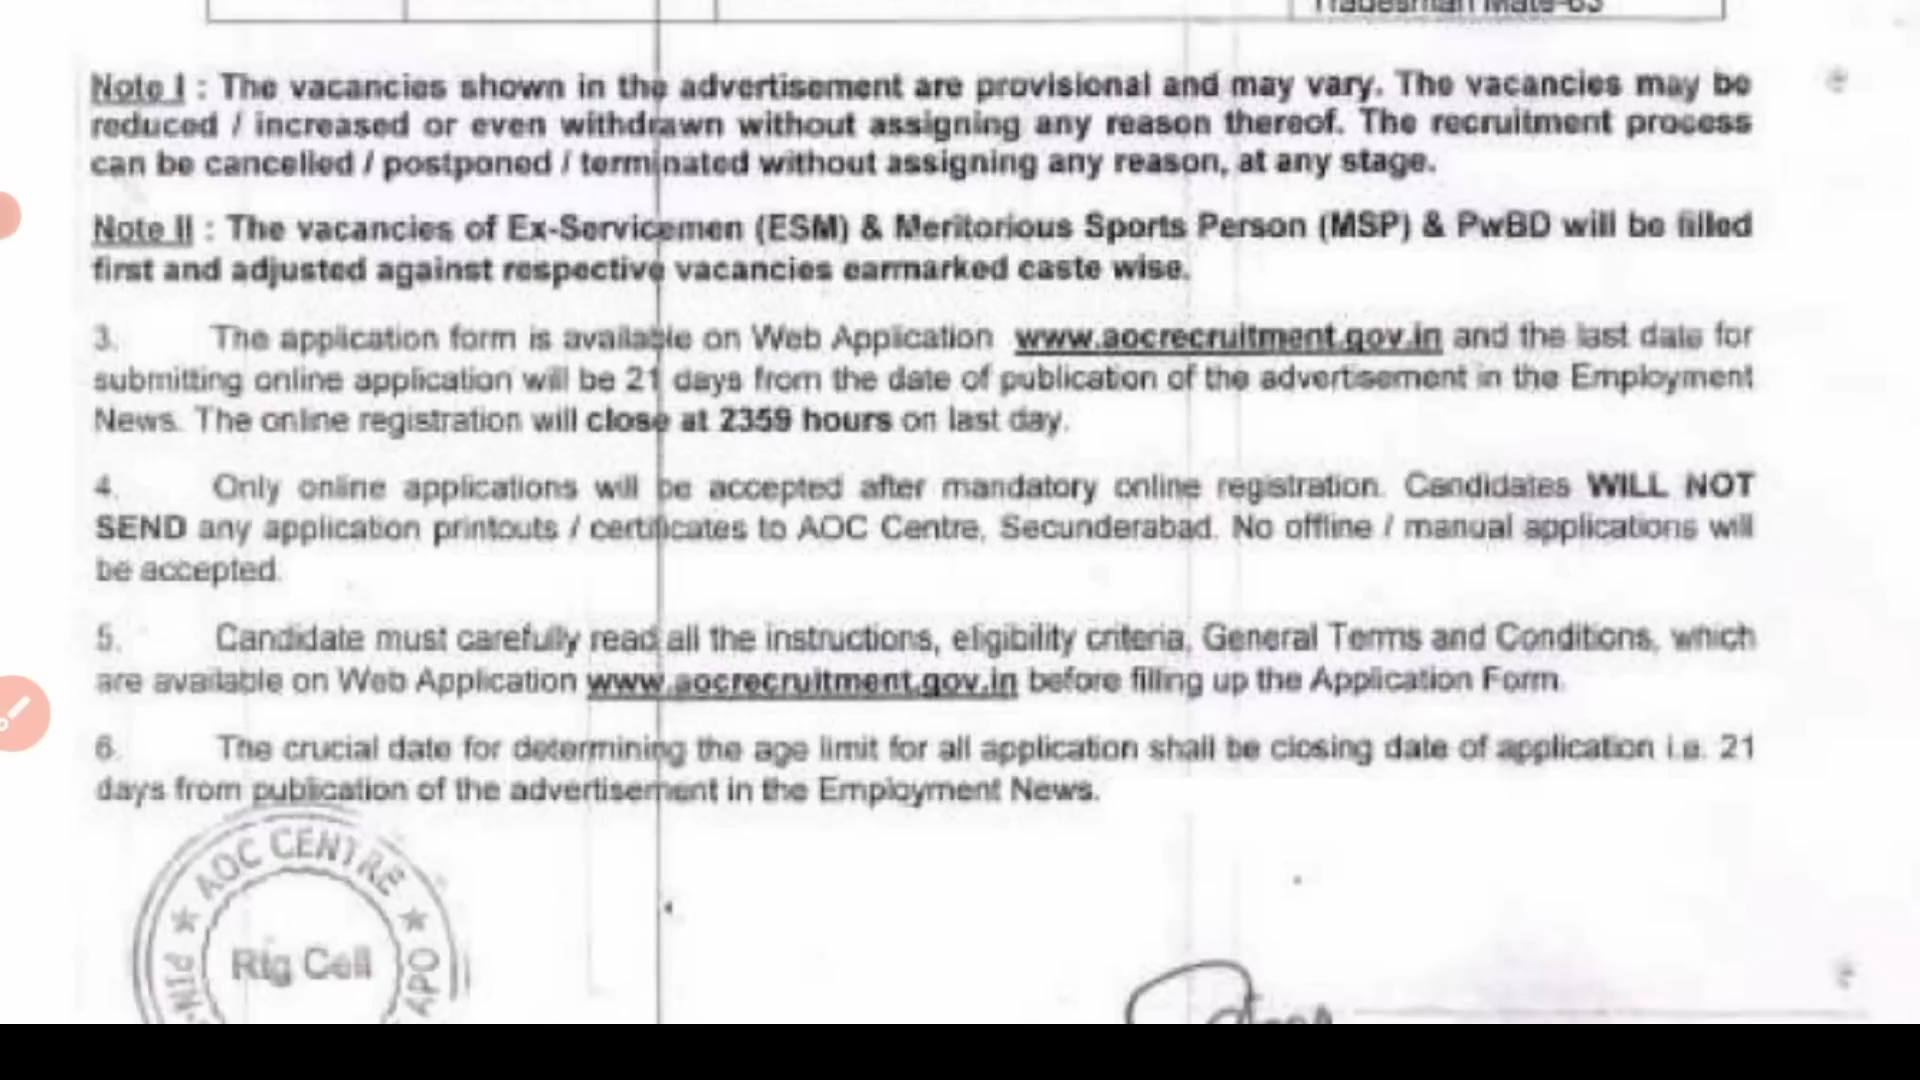 Tradesman Mate-63
Note I : The vacancies shown in the advertisement are provisional and may vary. The vacancies may be
reduced / increased or even withdrawn without assigning any reason thereof. The recruitment process
can be cancelled / postponed / terminated without assigning any reason, at any stage.
Note II : The vacancies of Ex-Servicemen (ESM) & Meritorious Sports Person (MSP) & PwBD will be filled
first and adjusted against respective vacancies earmarked caste wise.
3. The application form is available on Web Application www.aocrecruitment.gov.in and the last date for
submitting online application will be 21 days from the date of publication of the advertisement in the Employment
News. The online registration will close at 2359 hours on last day.
4. Only online applications will be accepted after mandatory online registration. Candidates WILL NOT
SEND any application printouts / certificates to AOC Centre, Secunderabad. No offline / manual applications will
be accepted.
5. Candidate must carefully read all the instructions, eligibility criteria, General Terms and Conditions, which
are available on Web Application www.aocrecruitment.gov.in before filling up the Application Form.
6. The crucial date for determining the age limit for all application shall be closing date of application i.e. 21
days from publication of the advertisement in the Employment News.
★ AOC CENTRE ★
PIN-
APO
Rtg Cell